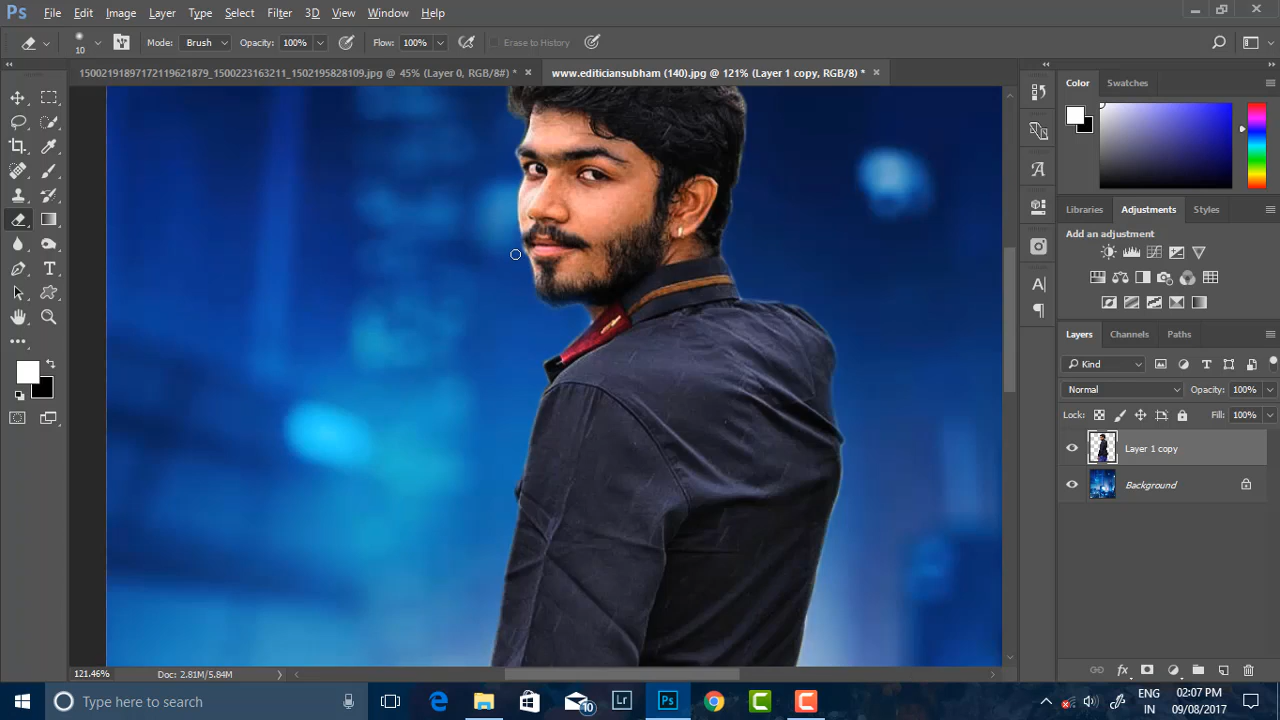 Ps File Edit Image Layer Type Select Filter 3D View Window Help
10 Mode: Brush Opacity: 100% Flow: 100% Erase to History
15002191897172119621879_1500223163211_1502195828109.jpg @ 45% (Layer 0, RGB/8#) * ×
www.editiciansubham (140).jpg @ 121% (Layer 1 copy, RGB/8) * ×
Color Swatches
Libraries Adjustments Styles
Add an adjustment
Layers Channels Paths
Kind
Normal Opacity: 100%
Lock: Fill: 100%
Layer 1 copy
Background
121.46% Doc: 2.81M/5.84M
Type here to search
10
Lr
Ps
C
C
ENG
IN
02:07 PM
09/08/2017